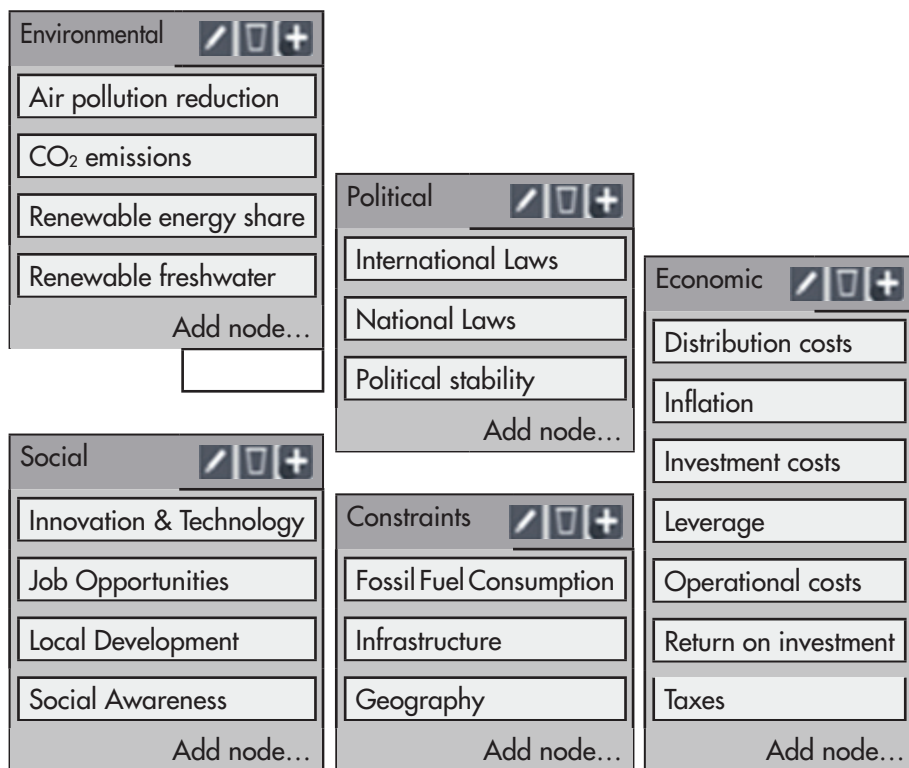 Environmental
Air pollution reduction
CO₂ emissions
Renewable energy share
Renewable freshwater
Add node...
Social
Innovation & Technology
Job Opportunities
Local Development
Social Awareness
Add node...
Political
International Laws
National Laws
Political stability
Add node...
Constraints
Fossil Fuel Consumption
Infrastructure
Geography
Add node...
Economic
Distribution costs
Inflation
Investment costs
Leverage
Operational costs
Return on investment
Taxes
Add node...